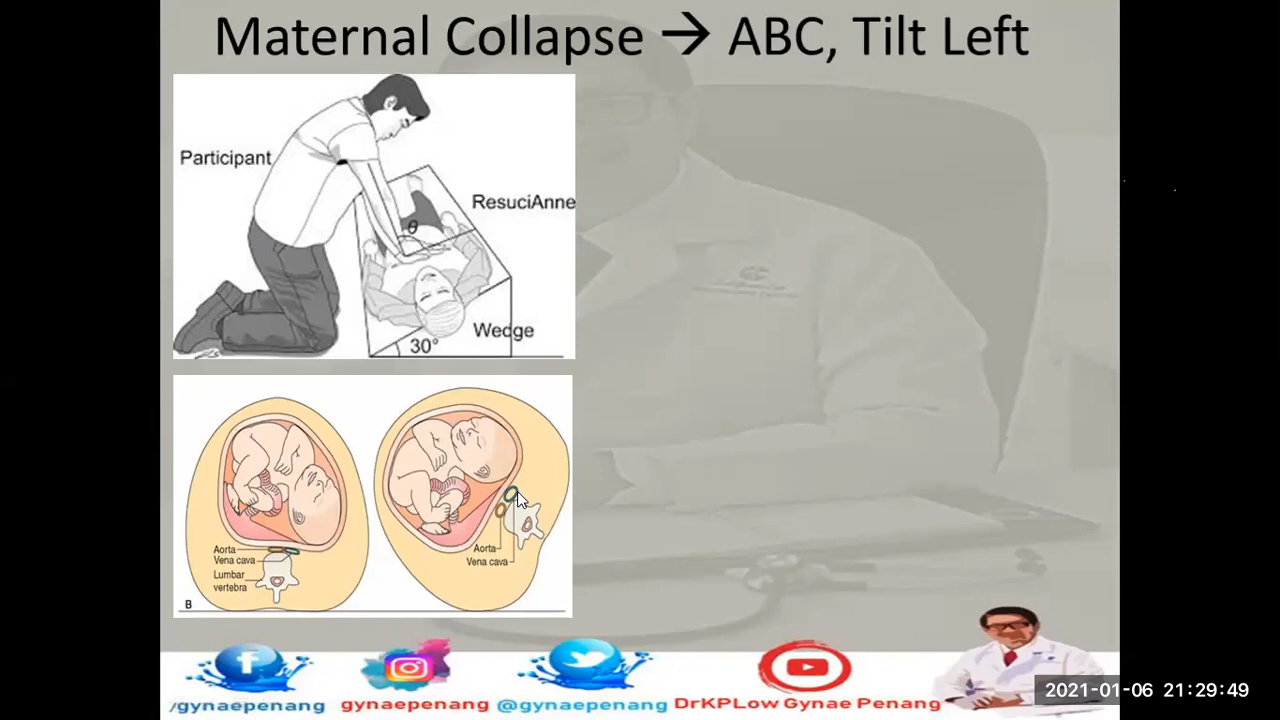 Maternal Collapse → ABC, Tilt Left
Participant
ResuciAnne
θ
Wedge
30°
Aorta
Vena cava
Lumbar
vertebra
Aorta
Vena cava
B
/gynaepenang
gynaepenang
@gynaepenang
DrKPLow Gynae Penang
2021-01-06 21:29:49